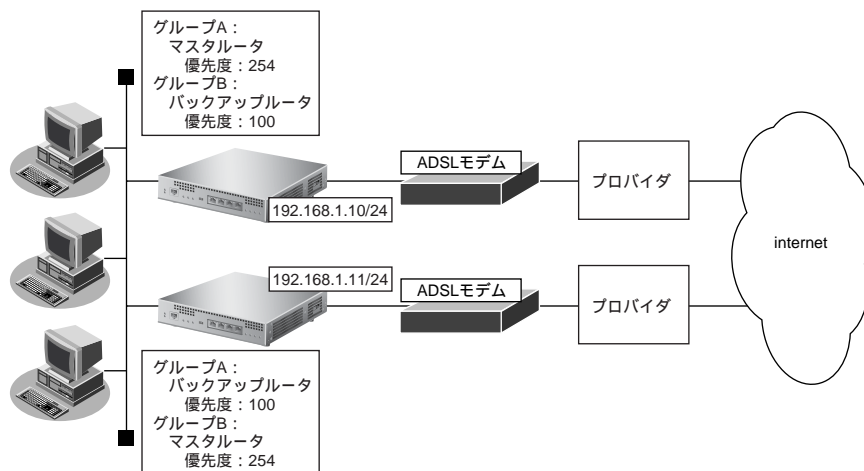 グループA：
マスタルータ
優先度：254
グループB：
バックアップルータ
優先度：100
ADSLモデム
プロバイダ
192.168.1.10/24
internet
192.168.1.11/24
ADSLモデム
プロバイダ
グループA：
バックアップルータ
優先度：100
グループB：
マスタルータ
優先度：254